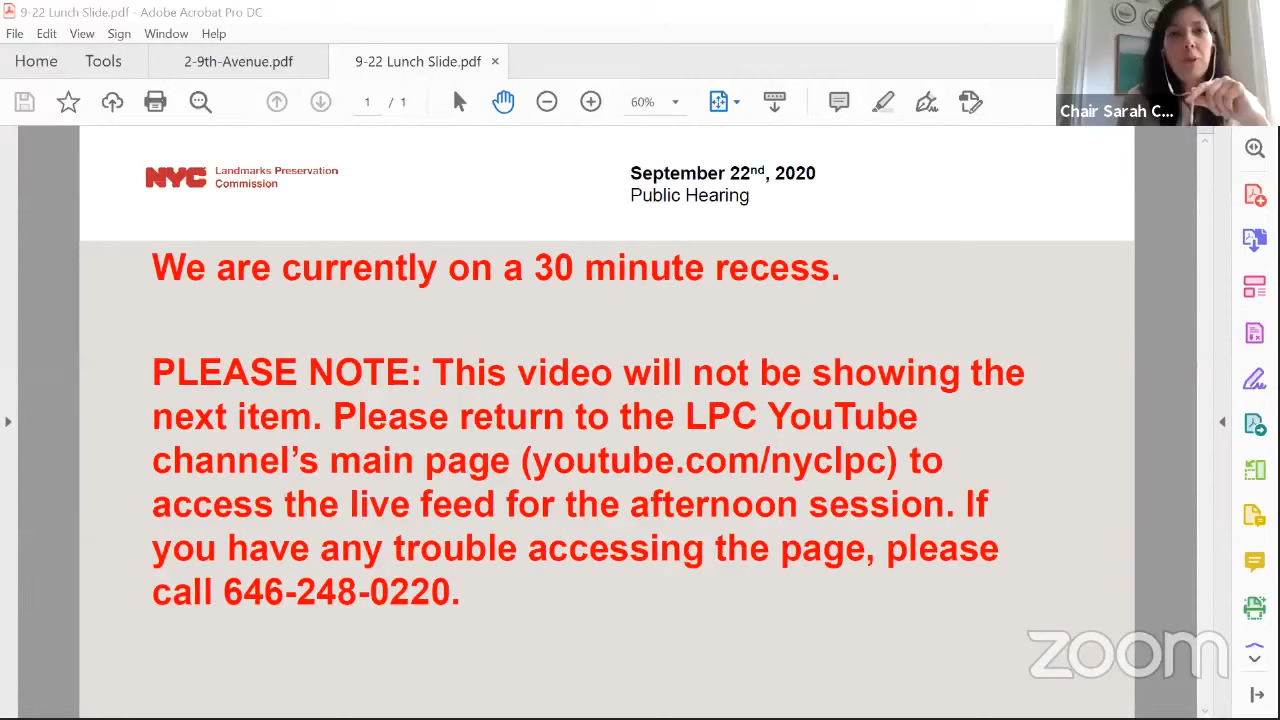 9-22 Lunch Slide.pdf - Adobe Acrobat Pro DC
File Edit View Sign Window Help
Home Tools 2-9th-Avenue.pdf 9-22 Lunch Slide.pdf ×
1 / 1 60%
Chair Sarah C...
NYC Landmarks Preservation
Commission
September 22nd, 2020
Public Hearing
We are currently on a 30 minute recess.
PLEASE NOTE: This video will not be showing the
next item. Please return to the LPC YouTube
channel’s main page (youtube.com/nyclpc) to
access the live feed for the afternoon session. If
you have any trouble accessing the page, please
call 646-248-0220.
zoom